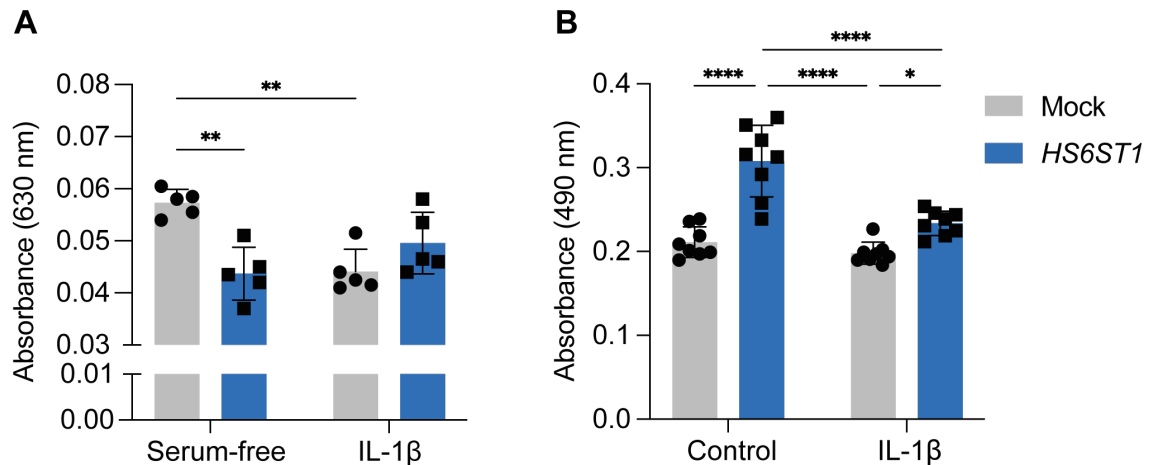 A
Absorbance (630 nm)
0.08
0.07
0.06
0.05
0.04
0.03
0.01
0.00
**
**
Serum-free
IL-1β
B
Absorbance (490 nm)
0.4
0.3
0.2
0.1
0.0
****
**** **** *
Control
IL-1β
Mock
HS6ST1